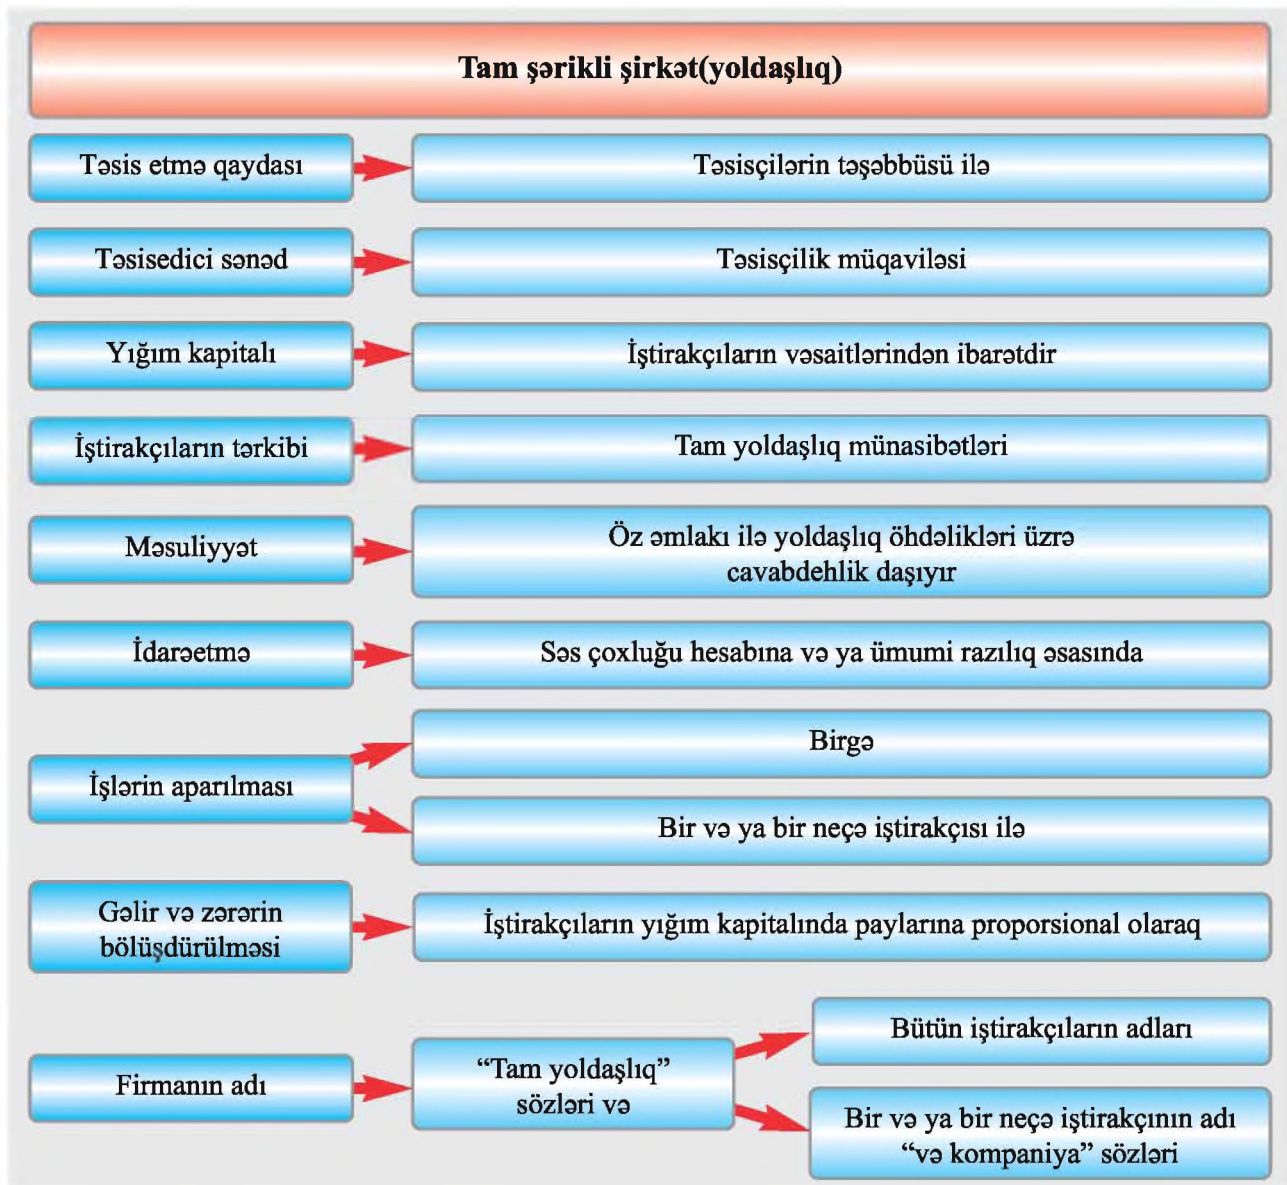 Tam şərikli şirkət(yoldaşlıq)
Təsis etmə qaydası
Təsisçilərin təşəbbüsü ilə
Təsisedici sənəd
Təsisçilik müqaviləsi
Yığım kapitalı
İştirakçıların vəsaitlərindən ibarətdir
İştirakçıların tərkibi
Tam yoldaşlıq münasibətləri
Məsuliyyət
Öz əmlakı ilə yoldaşlıq öhdəlikləri üzrə
cavabdehlik daşıyır
İdarəetmə
Səs çoxluğu hesabına və ya ümumi razılıq əsasında
İşlərin aparılması
Birgə
Bir və ya bir neçə iştirakçısı ilə
Gəlir və zərərin
bölüşdürülməsi
İştirakçıların yığım kapitalında paylarına proporsional olaraq
Firmanın adı
“Tam yoldaşlıq”
sözləri və
Bütün iştirakçıların adları
Bir və ya bir neçə iştirakçının adı
“və kompaniya” sözləri